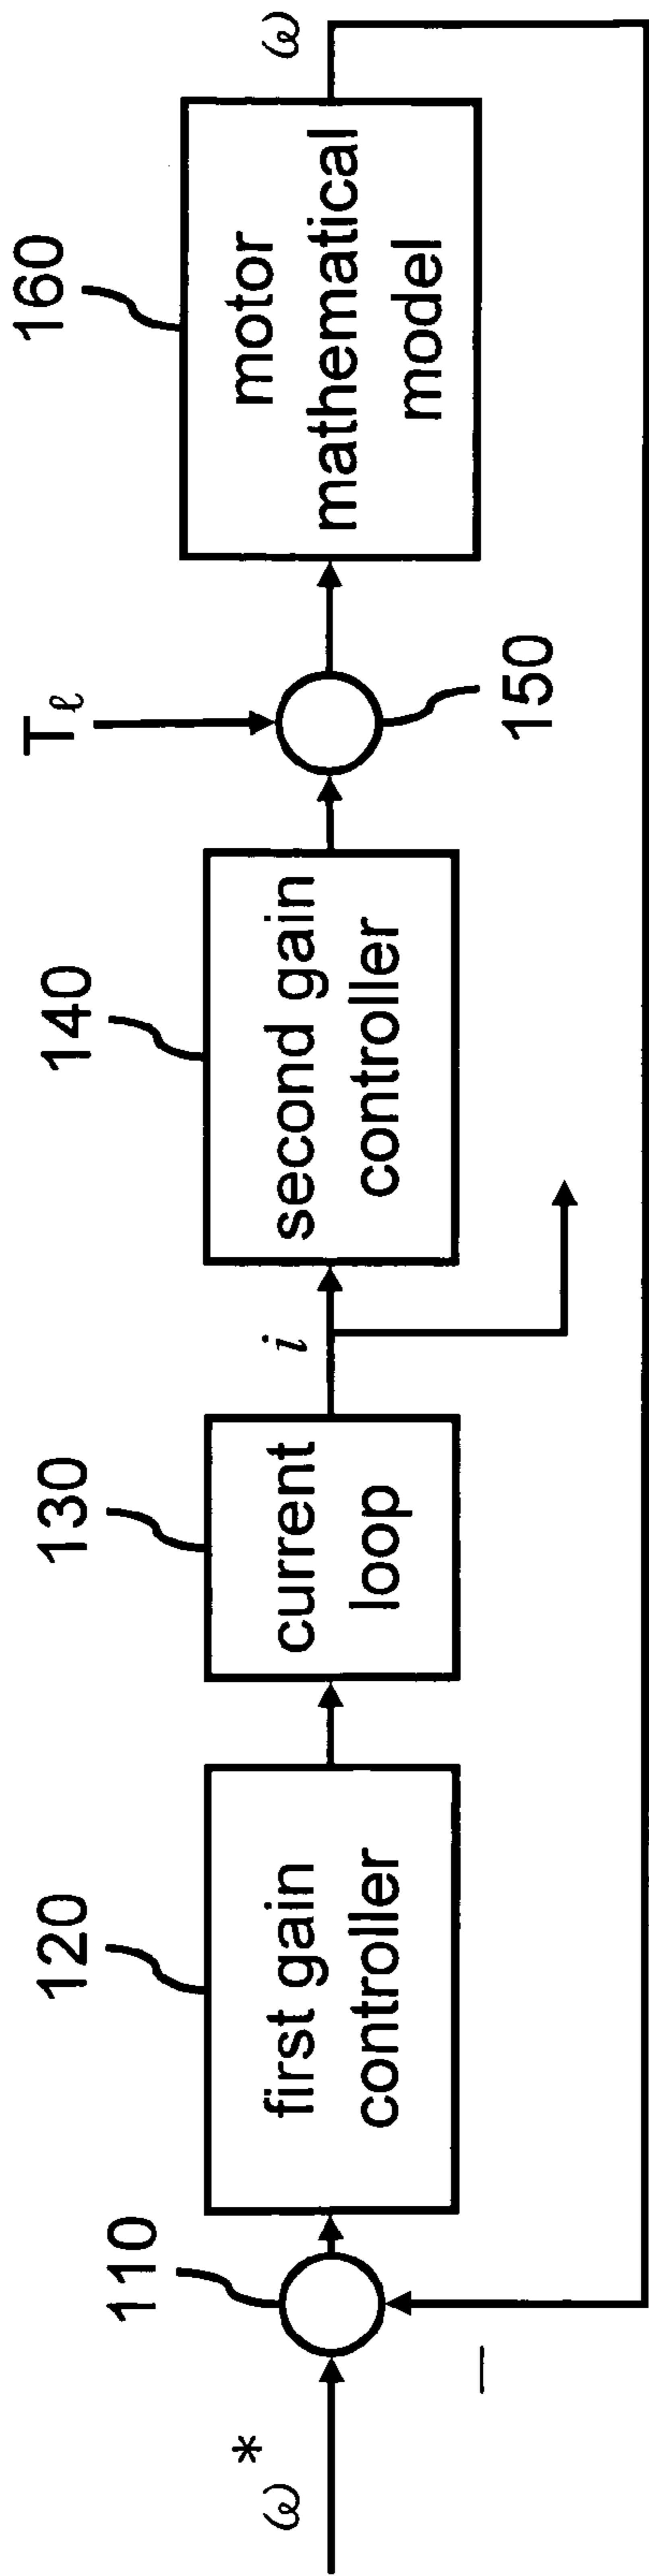 ω*
110
−
120
first gain
controller
130
current
loop
i
140
second gain
controller
Tℓ
150
160
motor
mathematical
model
ω